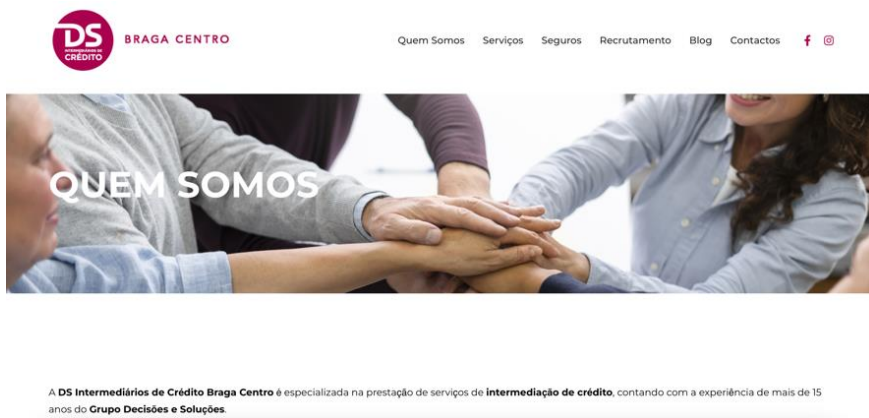 DS
INTERMEDIÁRIOS DE
CRÉDITO
BRAGA CENTRO
Quem Somos Serviços Seguros Recrutamento Blog Contactos
QUEM SOMOS
A DS Intermediários de Crédito Braga Centro é especializada na prestação de serviços de intermediação de crédito, contando com a experiência de mais de 15
anos do Grupo Decisões e Soluções.